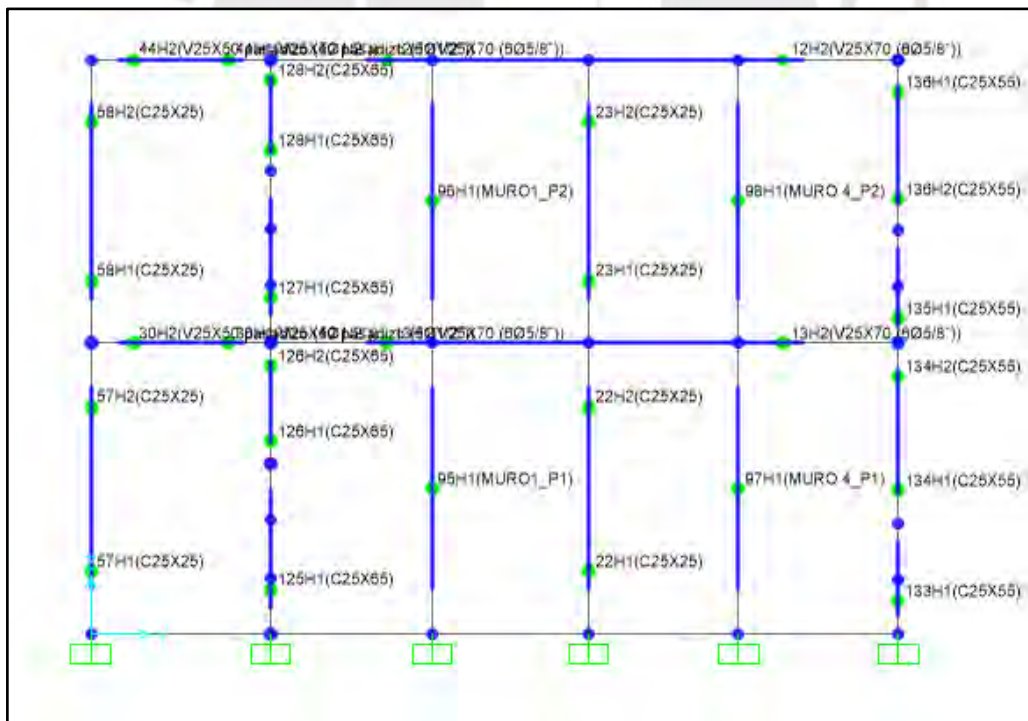 44H2(V25X50
12H2(V25X70 (6Ø5/8"))
128H2(C25X65)
136H1(C25X55)
58H2(C25X25)
23H2(C25X25)
128H1(C25X65)
96H1(MURO1_P2)
98H1(MURO 4_P2)
136H2(C25X55)
58H1(C25X25)
23H1(C25X25)
127H1(C25X65)
135H1(C25X55)
30H2(V25X50
13H2(V25X70 (6Ø5/8"))
126H2(C25X65)
134H2(C25X55)
57H2(C25X25)
22H2(C25X25)
126H1(C25X65)
95H1(MURO1_P1)
97H1(MURO 4_P1)
134H1(C25X55)
57H1(C25X25)
22H1(C25X25)
125H1(C25X65)
133H1(C25X55)